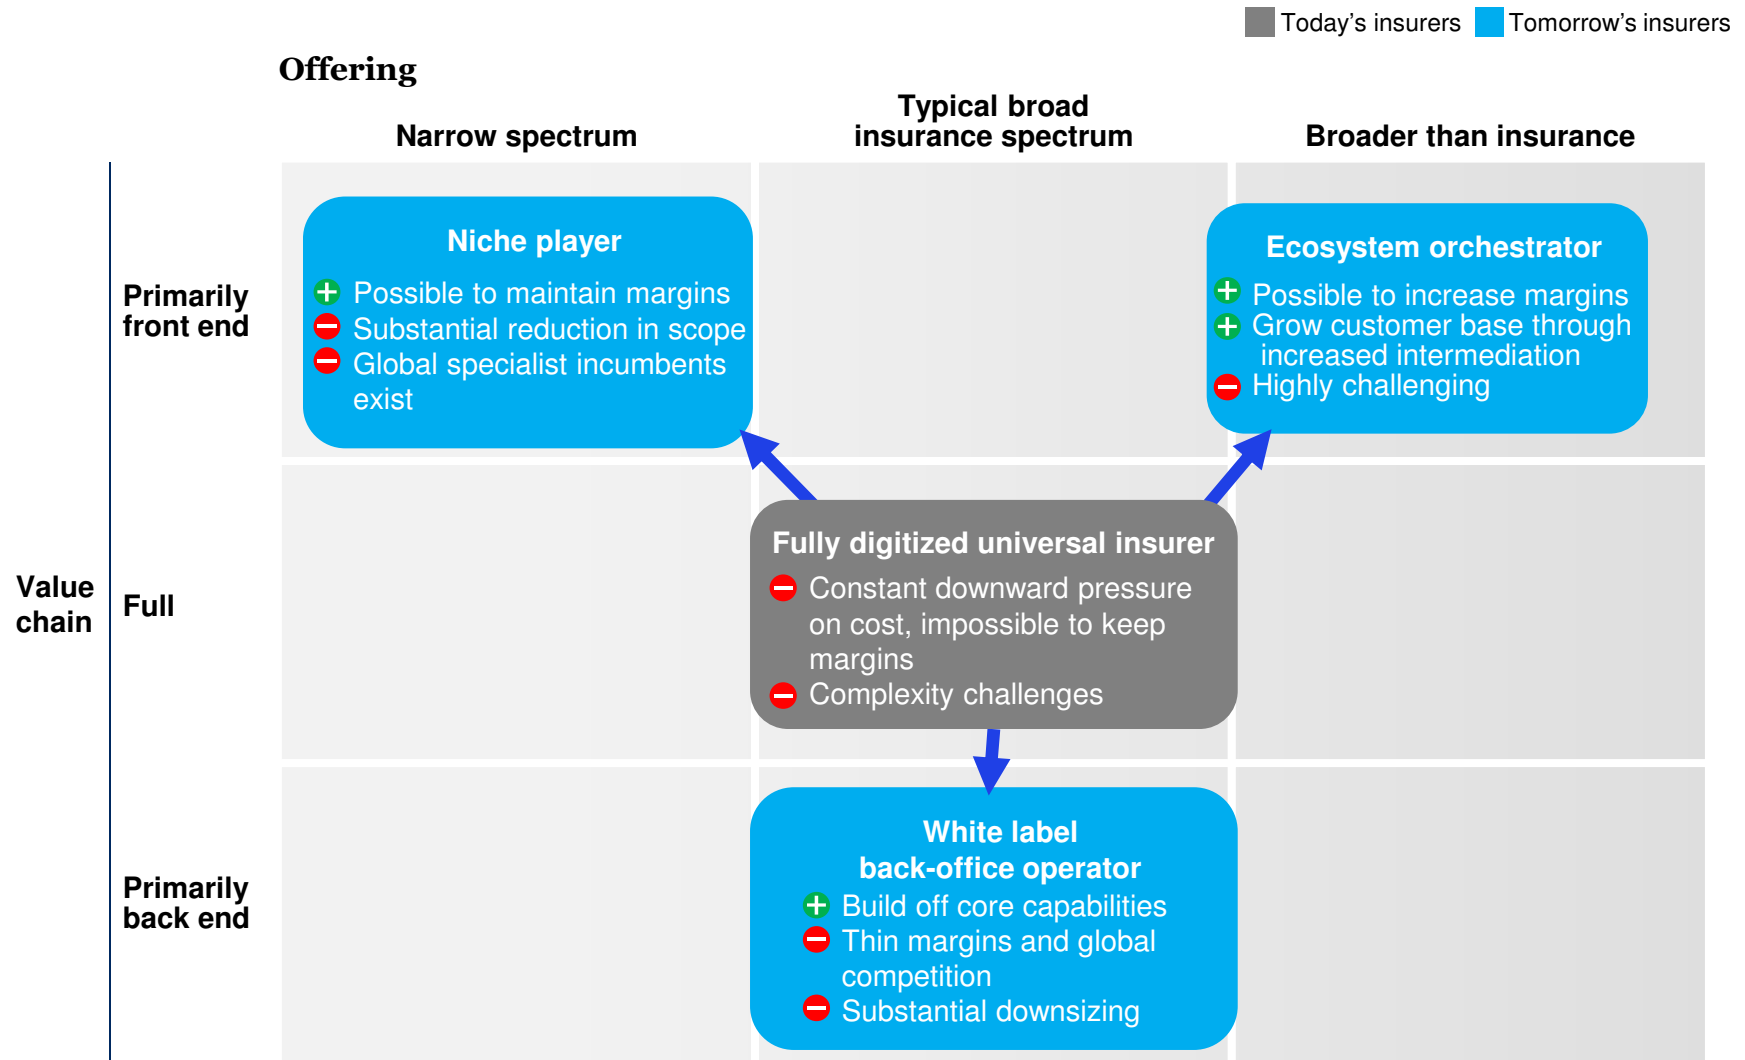 Today's insurers
Tomorrow's insurers
Offering
Narrow spectrum
Typical broad
insurance spectrum
Broader than insurance
Value
chain
Primarily
front end
Niche player
Possible to maintain margins
Substantial reduction in scope
Global specialist incumbents
exist
Ecosystem orchestrator
Possible to increase margins
Grow customer base through
increased intermediation
Highly challenging
Full
Fully digitized universal insurer
Constant downward pressure
on cost, impossible to keep
margins
Complexity challenges
Primarily
back end
White label
back-office operator
Build off core capabilities
Thin margins and global
competition
Substantial downsizing